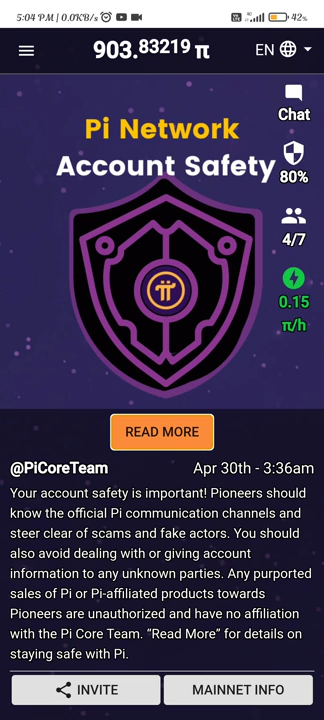 5:04 PM | 0.0KB/s
42%
903.83219 π
EN
Chat
Pi Network
Account Safety
80%
4/7
0.15
π/h
READ MORE
@PiCoreTeam Apr 30th - 3:36am
Your account safety is important! Pioneers should
know the official Pi communication channels and
steer clear of scams and fake actors. You should
also avoid dealing with or giving account
information to any unknown parties. Any purported
sales of Pi or Pi-affiliated products towards
Pioneers are unauthorized and have no affiliation
with the Pi Core Team. “Read More” for details on
staying safe with Pi.
INVITE
MAINNET INFO